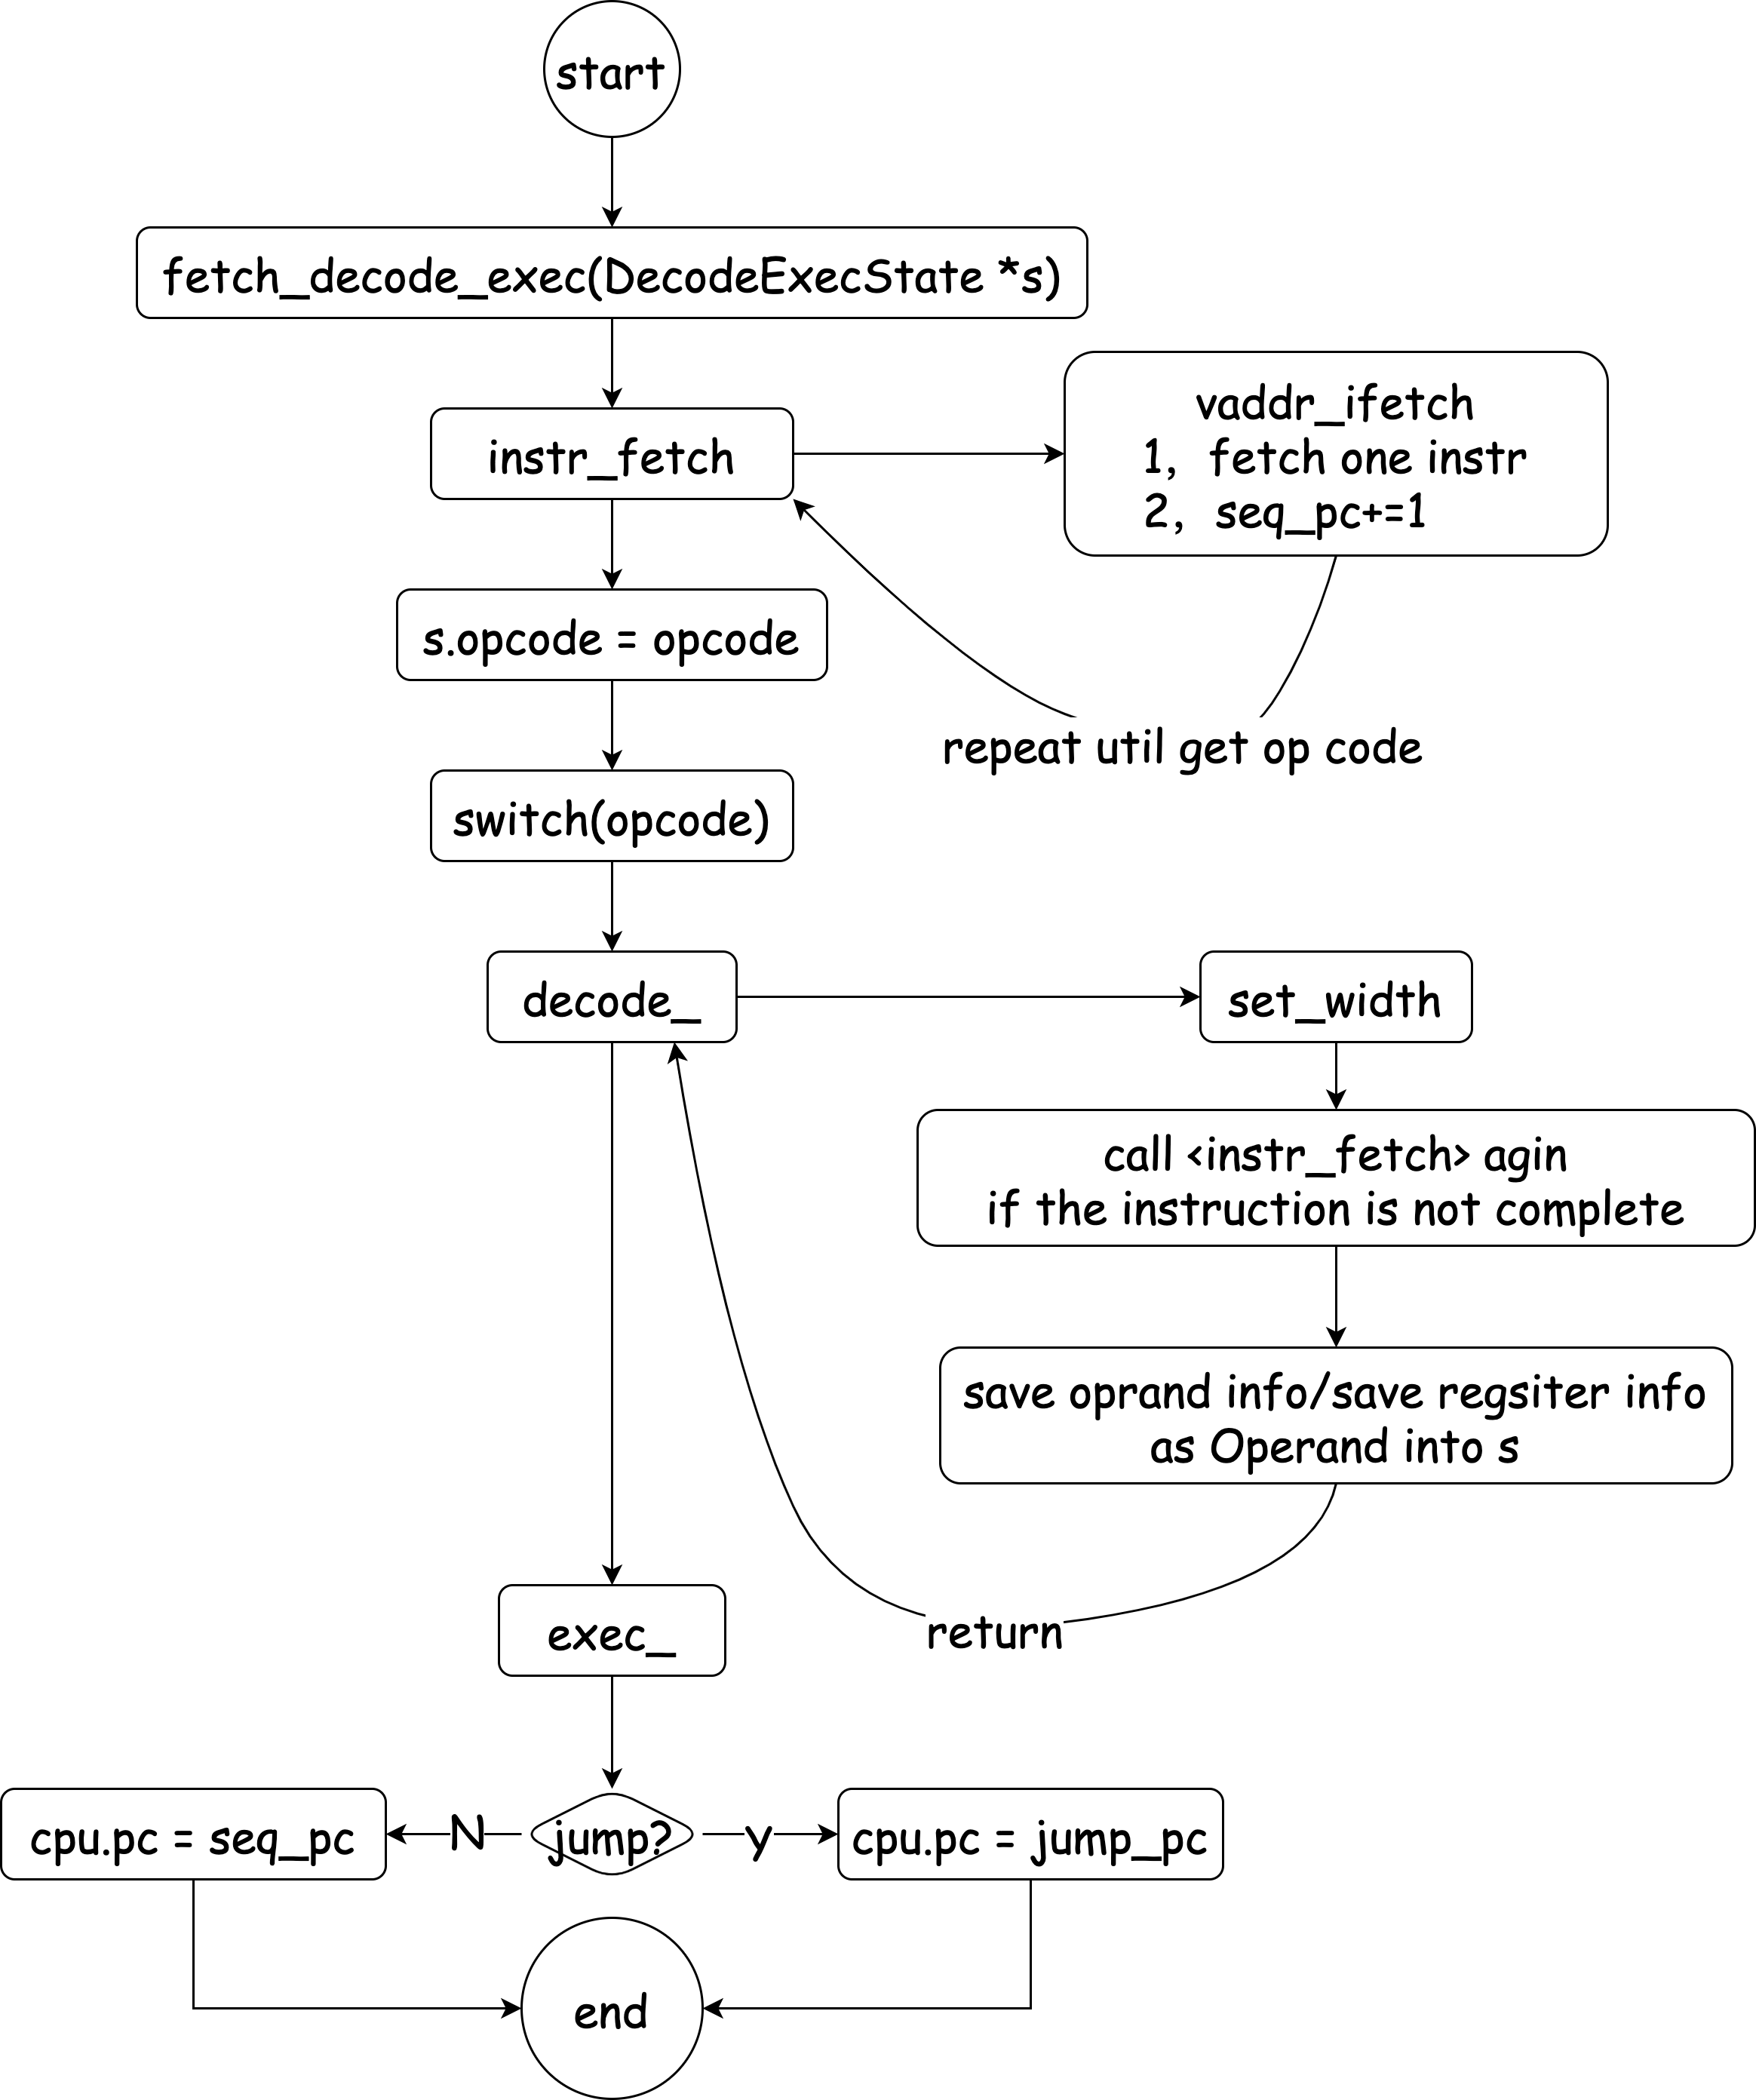 start
fetch_decode_exec(DecodeExecState *s)
instr_fetch
vaddr_ifetch
1, fetch one instr
2, seq_pc+=1
s.opcode = opcode
repeat util get op code
switch(opcode)
decode_
set_width
call <instr_fetch> agin
if the instruction is not complete
save oprand info/save regsiter info
as Operand into s
return
exec_
cpu.pc = seq_pc
N
jump?
y
cpu.pc = jump_pc
end